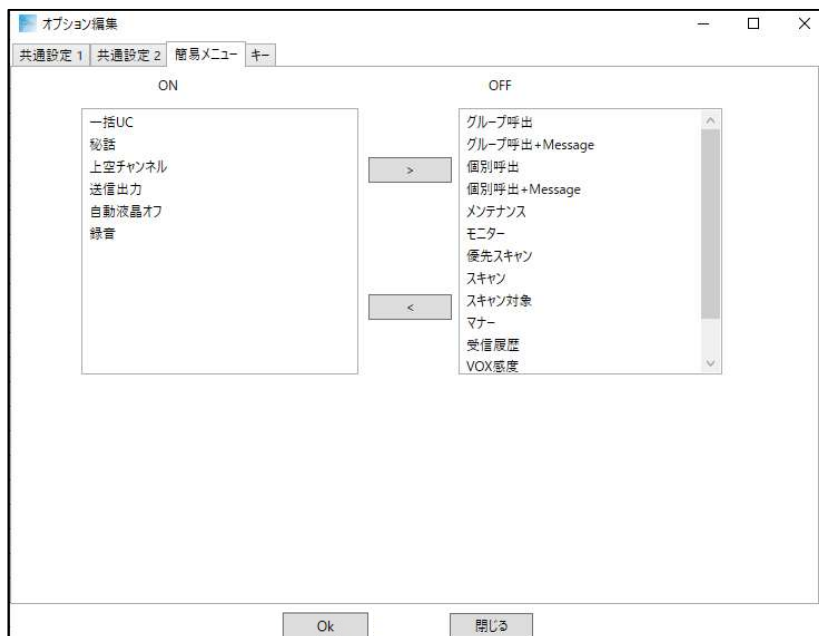 オプション編集
共通設定 1 共通設定 2 簡易メニュー キー
ON OFF
一括UC
秘話
上空チャンネル
送信出力
自動液晶オフ
録音
>
<
グループ呼出
グループ呼出+Message
個別呼出
個別呼出+Message
メンテナンス
モニター
優先スキャン
スキャン
スキャン対象
マナー
受信履歴
VOX感度
Ok 閉じる